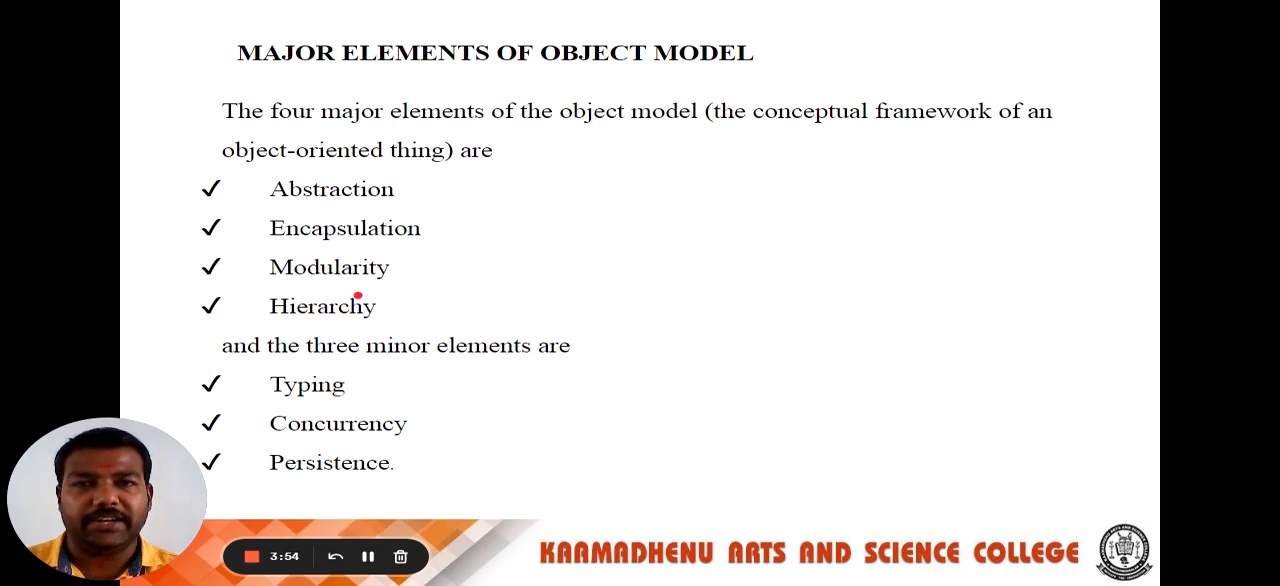 MAJOR ELEMENTS OF OBJECT MODEL
The four major elements of the object model (the conceptual framework of an
object-oriented thing) are
✓ Abstraction
✓ Encapsulation
✓ Modularity
✓ Hierarchy
and the three minor elements are
✓ Typing
✓ Concurrency
✓ Persistence.
3:54
KAAMADHENU ARTS AND SCIENCE COLLEGE